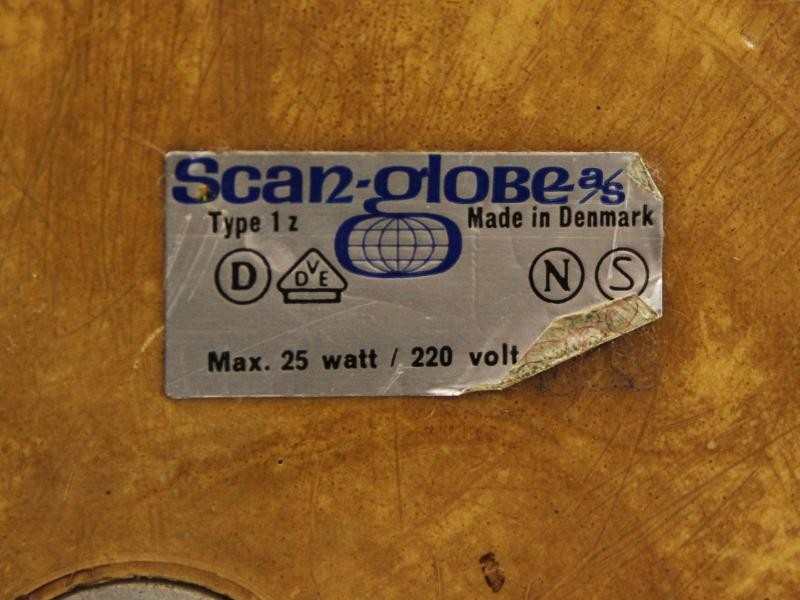 Scan-globe a/s
Type 1 z Made in Denmark
D DVE N S
Max. 25 watt / 220 volt